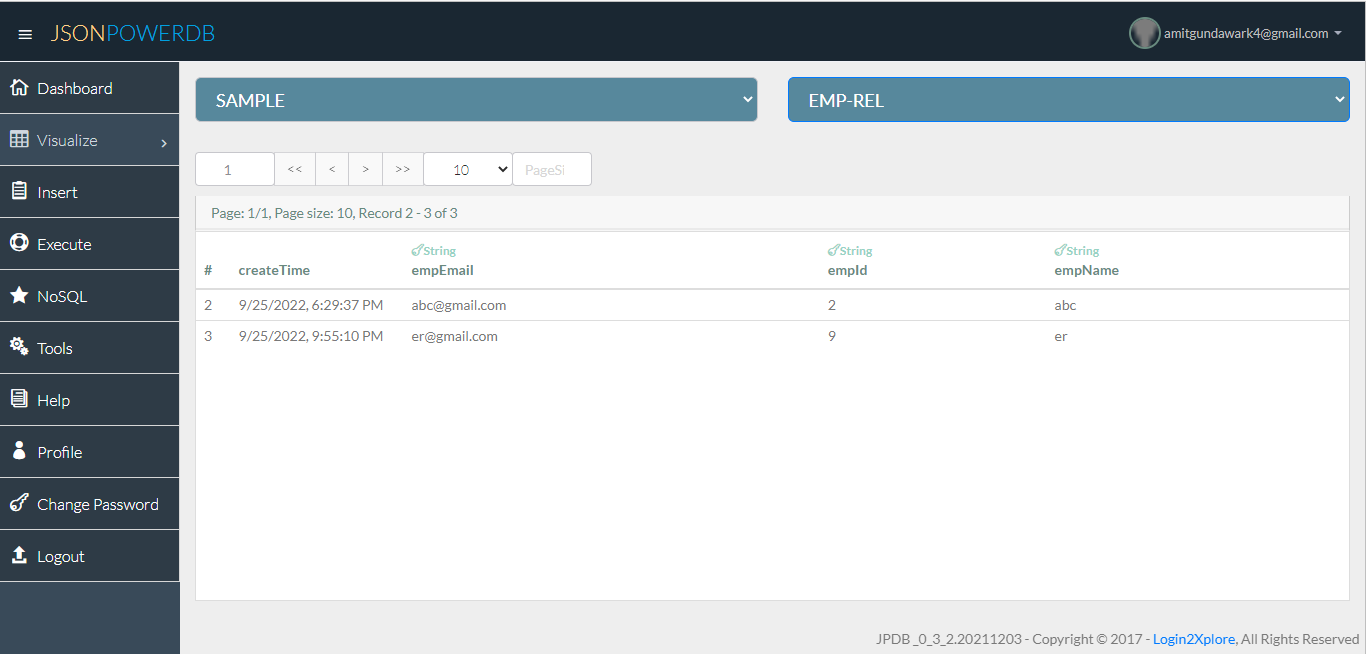 JSONPOWERDB
amitgundawark4@gmail.com
Dashboard
Visualize
Insert
Execute
NoSQL
Tools
Help
Profile
Change Password
Logout
SAMPLE
EMP-REL
1 << < > >> 10 PageSi
Page: 1/1, Page size: 10, Record 2 - 3 of 3
String String String
# createTime empEmail empId empName
2 9/25/2022, 6:29:37 PM abc@gmail.com 2 abc
3 9/25/2022, 9:55:10 PM er@gmail.com 9 er
JPDB_0_3_2.20211203 - Copyright © 2017 - Login2Xplore, All Rights Reserved